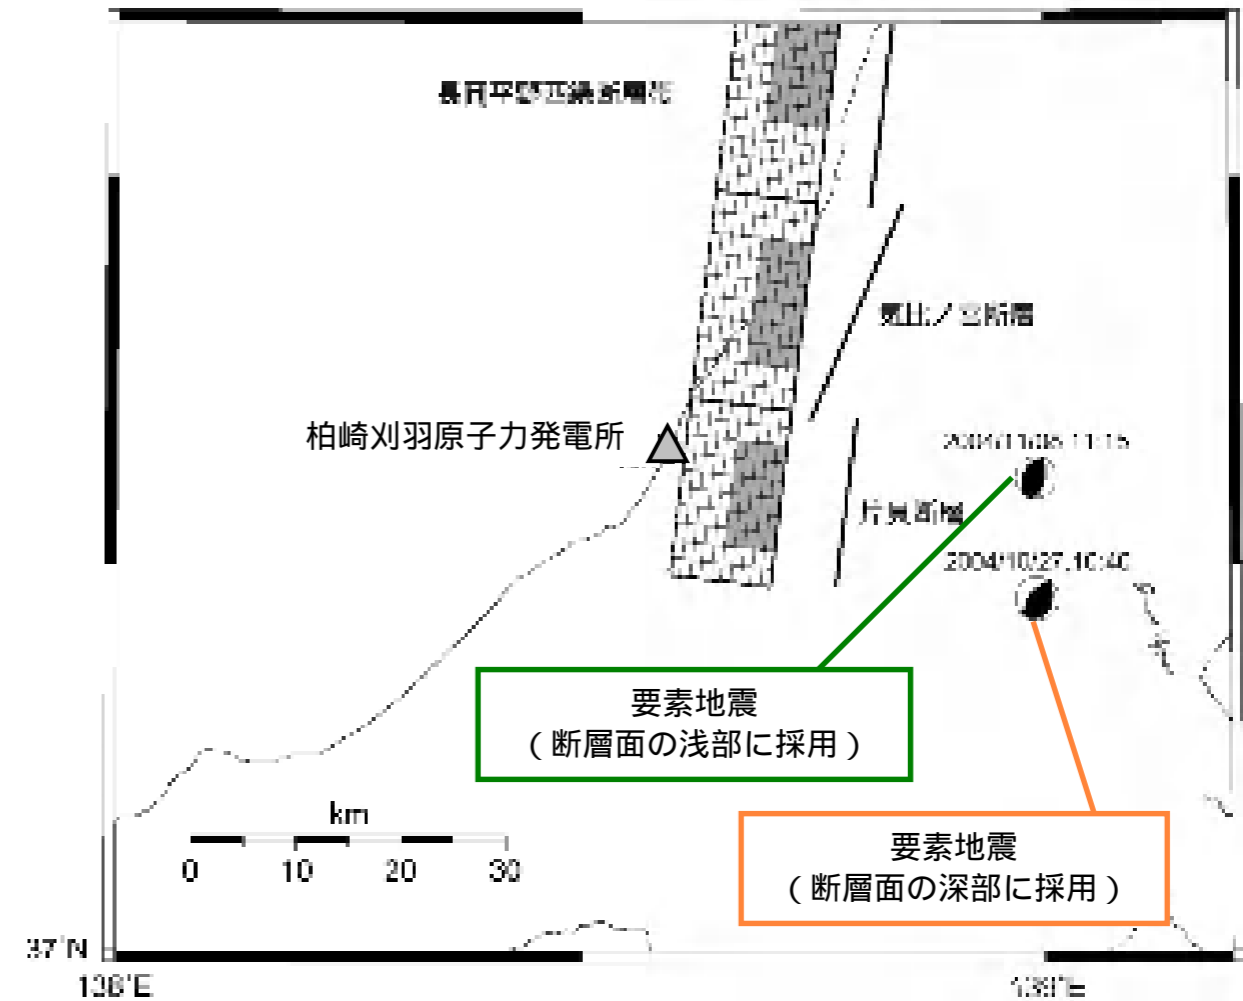 長岡平野西縁断層帯
気比ノ宮断層
柏崎刈羽原子力発電所
片貝断層
2004/10/27,10:40
要素地震
(断層面の浅部に採用)
要素地震
(断層面の深部に採用)
km
0 10 20 30
37°N